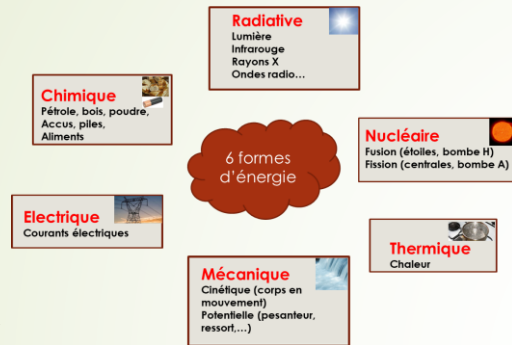 Radiative
Lumière
Infrarouge
Rayons X
Ondes radio...
Chimique
Pétrole, bois, poudre,
Accus, piles,
Aliments
6 formes
d'énergie
Nucléaire
Fusion (étoiles, bombe H)
Fission (centrales, bombe A)
Electrique
Courants électriques
Thermique
Chaleur
Mécanique
Cinétique (corps en
mouvement)
Potentielle (pesanteur,
ressort,...)